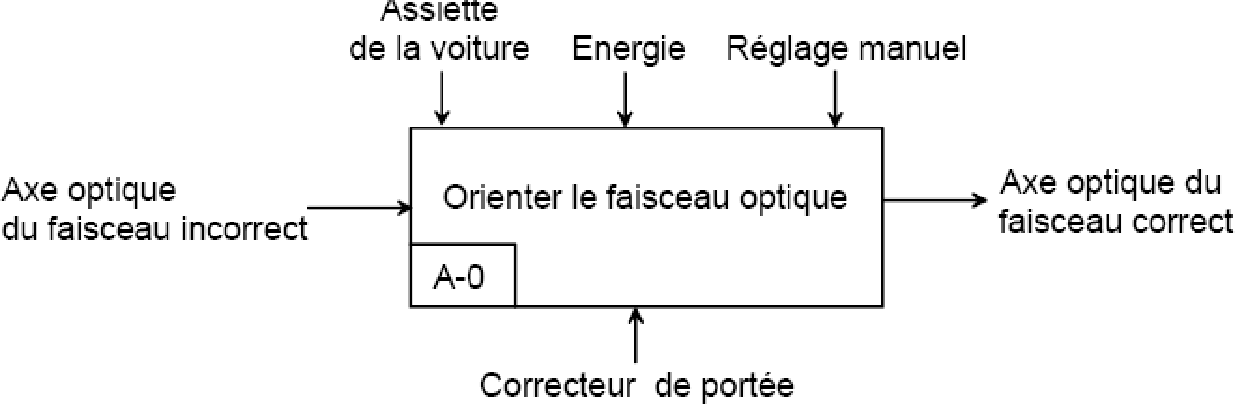 Assiette
de la voiture
Energie
Réglage manuel
Axe optique
du faisceau incorrect
Orienter le faisceau optique
Axe optique du
faisceau correct
A-0
Correcteur de portée